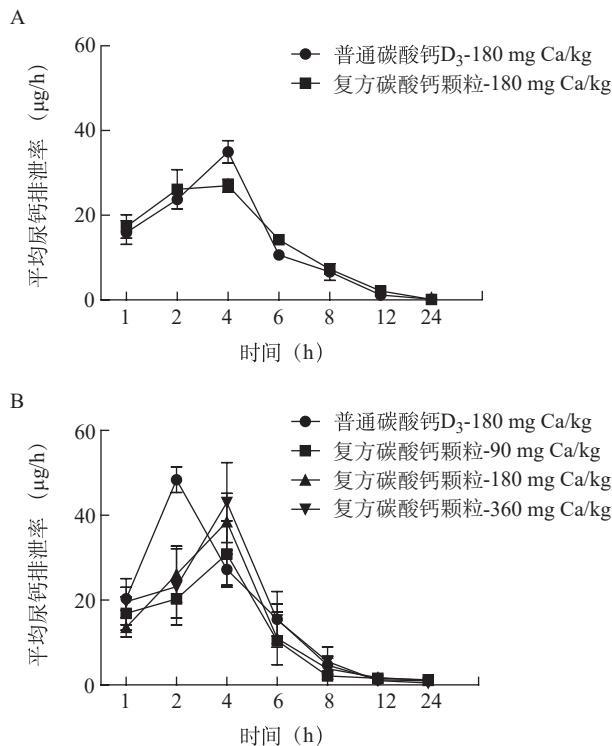 A
60
40
20
0
平均尿钙排泄率（μg/h）
普通碳酸钙D₃-180 mg Ca/kg
复方碳酸钙颗粒-180 mg Ca/kg
1 2 4 6 8 12 24
时间（h）
B
60
40
20
0
平均尿钙排泄率（μg/h）
普通碳酸钙D₃-180 mg Ca/kg
复方碳酸钙颗粒-90 mg Ca/kg
复方碳酸钙颗粒-180 mg Ca/kg
复方碳酸钙颗粒-360 mg Ca/kg
1 2 4 6 8 12 24
时间（h）